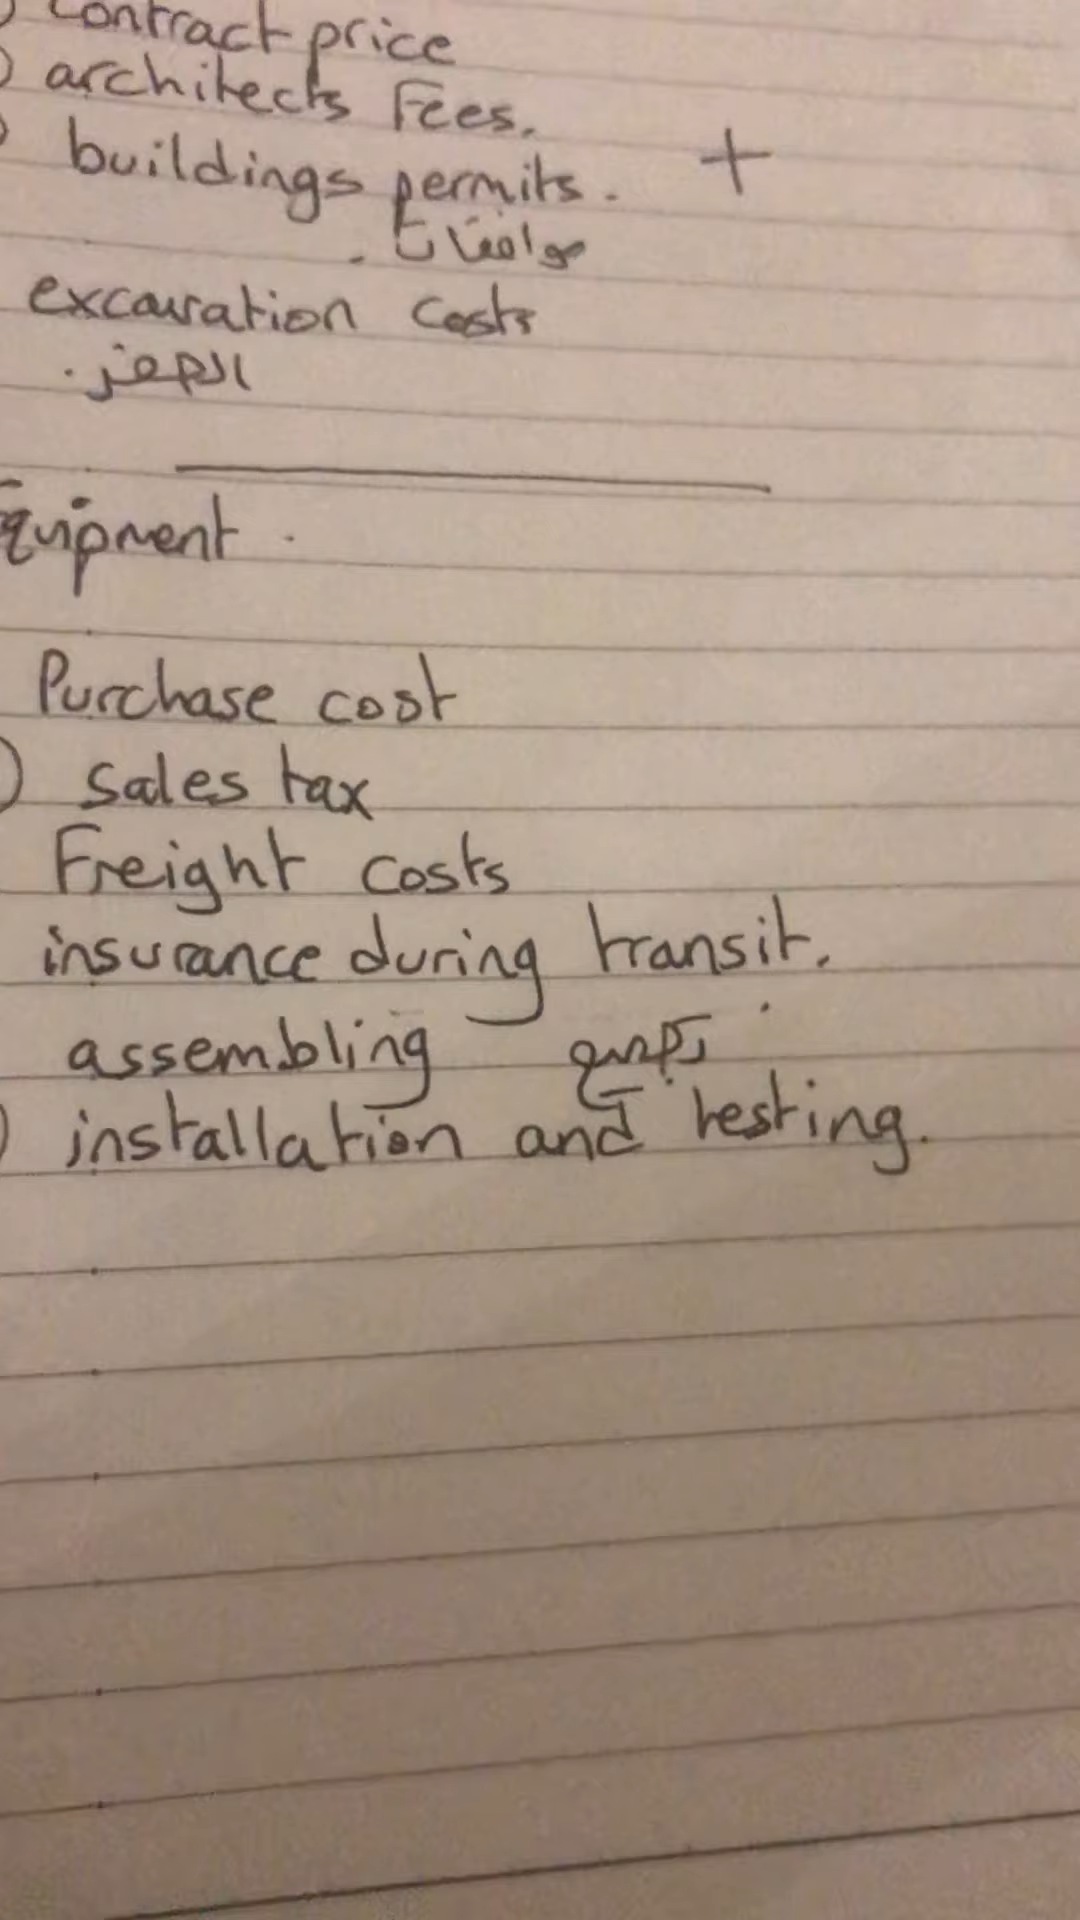 contract price
architects Fees.
buildings permits. +
موافقات.
excavation costs
الحفر.
Equipment.
Purchase cost
) sales tax
Freight costs
insurance during transit.
assembling تجميع
) installation and testing.